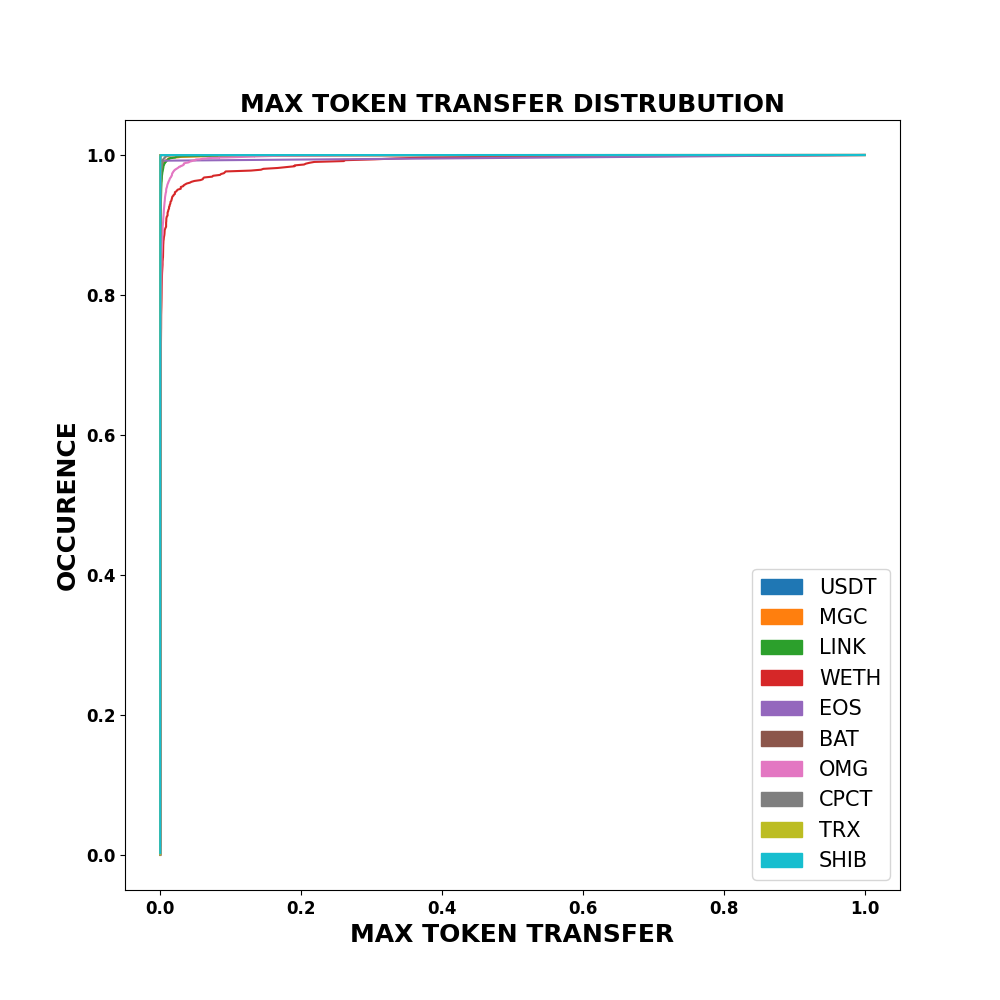 MAX TOKEN TRANSFER DISTRUBUTION
1.0
0.8
0.6
0.4
0.2
0.0
OCCURENCE
USDT
MGC
LINK
WETH
EOS
BAT
OMG
CPCT
TRX
SHIB
0.0 0.2 0.4 0.6 0.8 1.0
MAX TOKEN TRANSFER